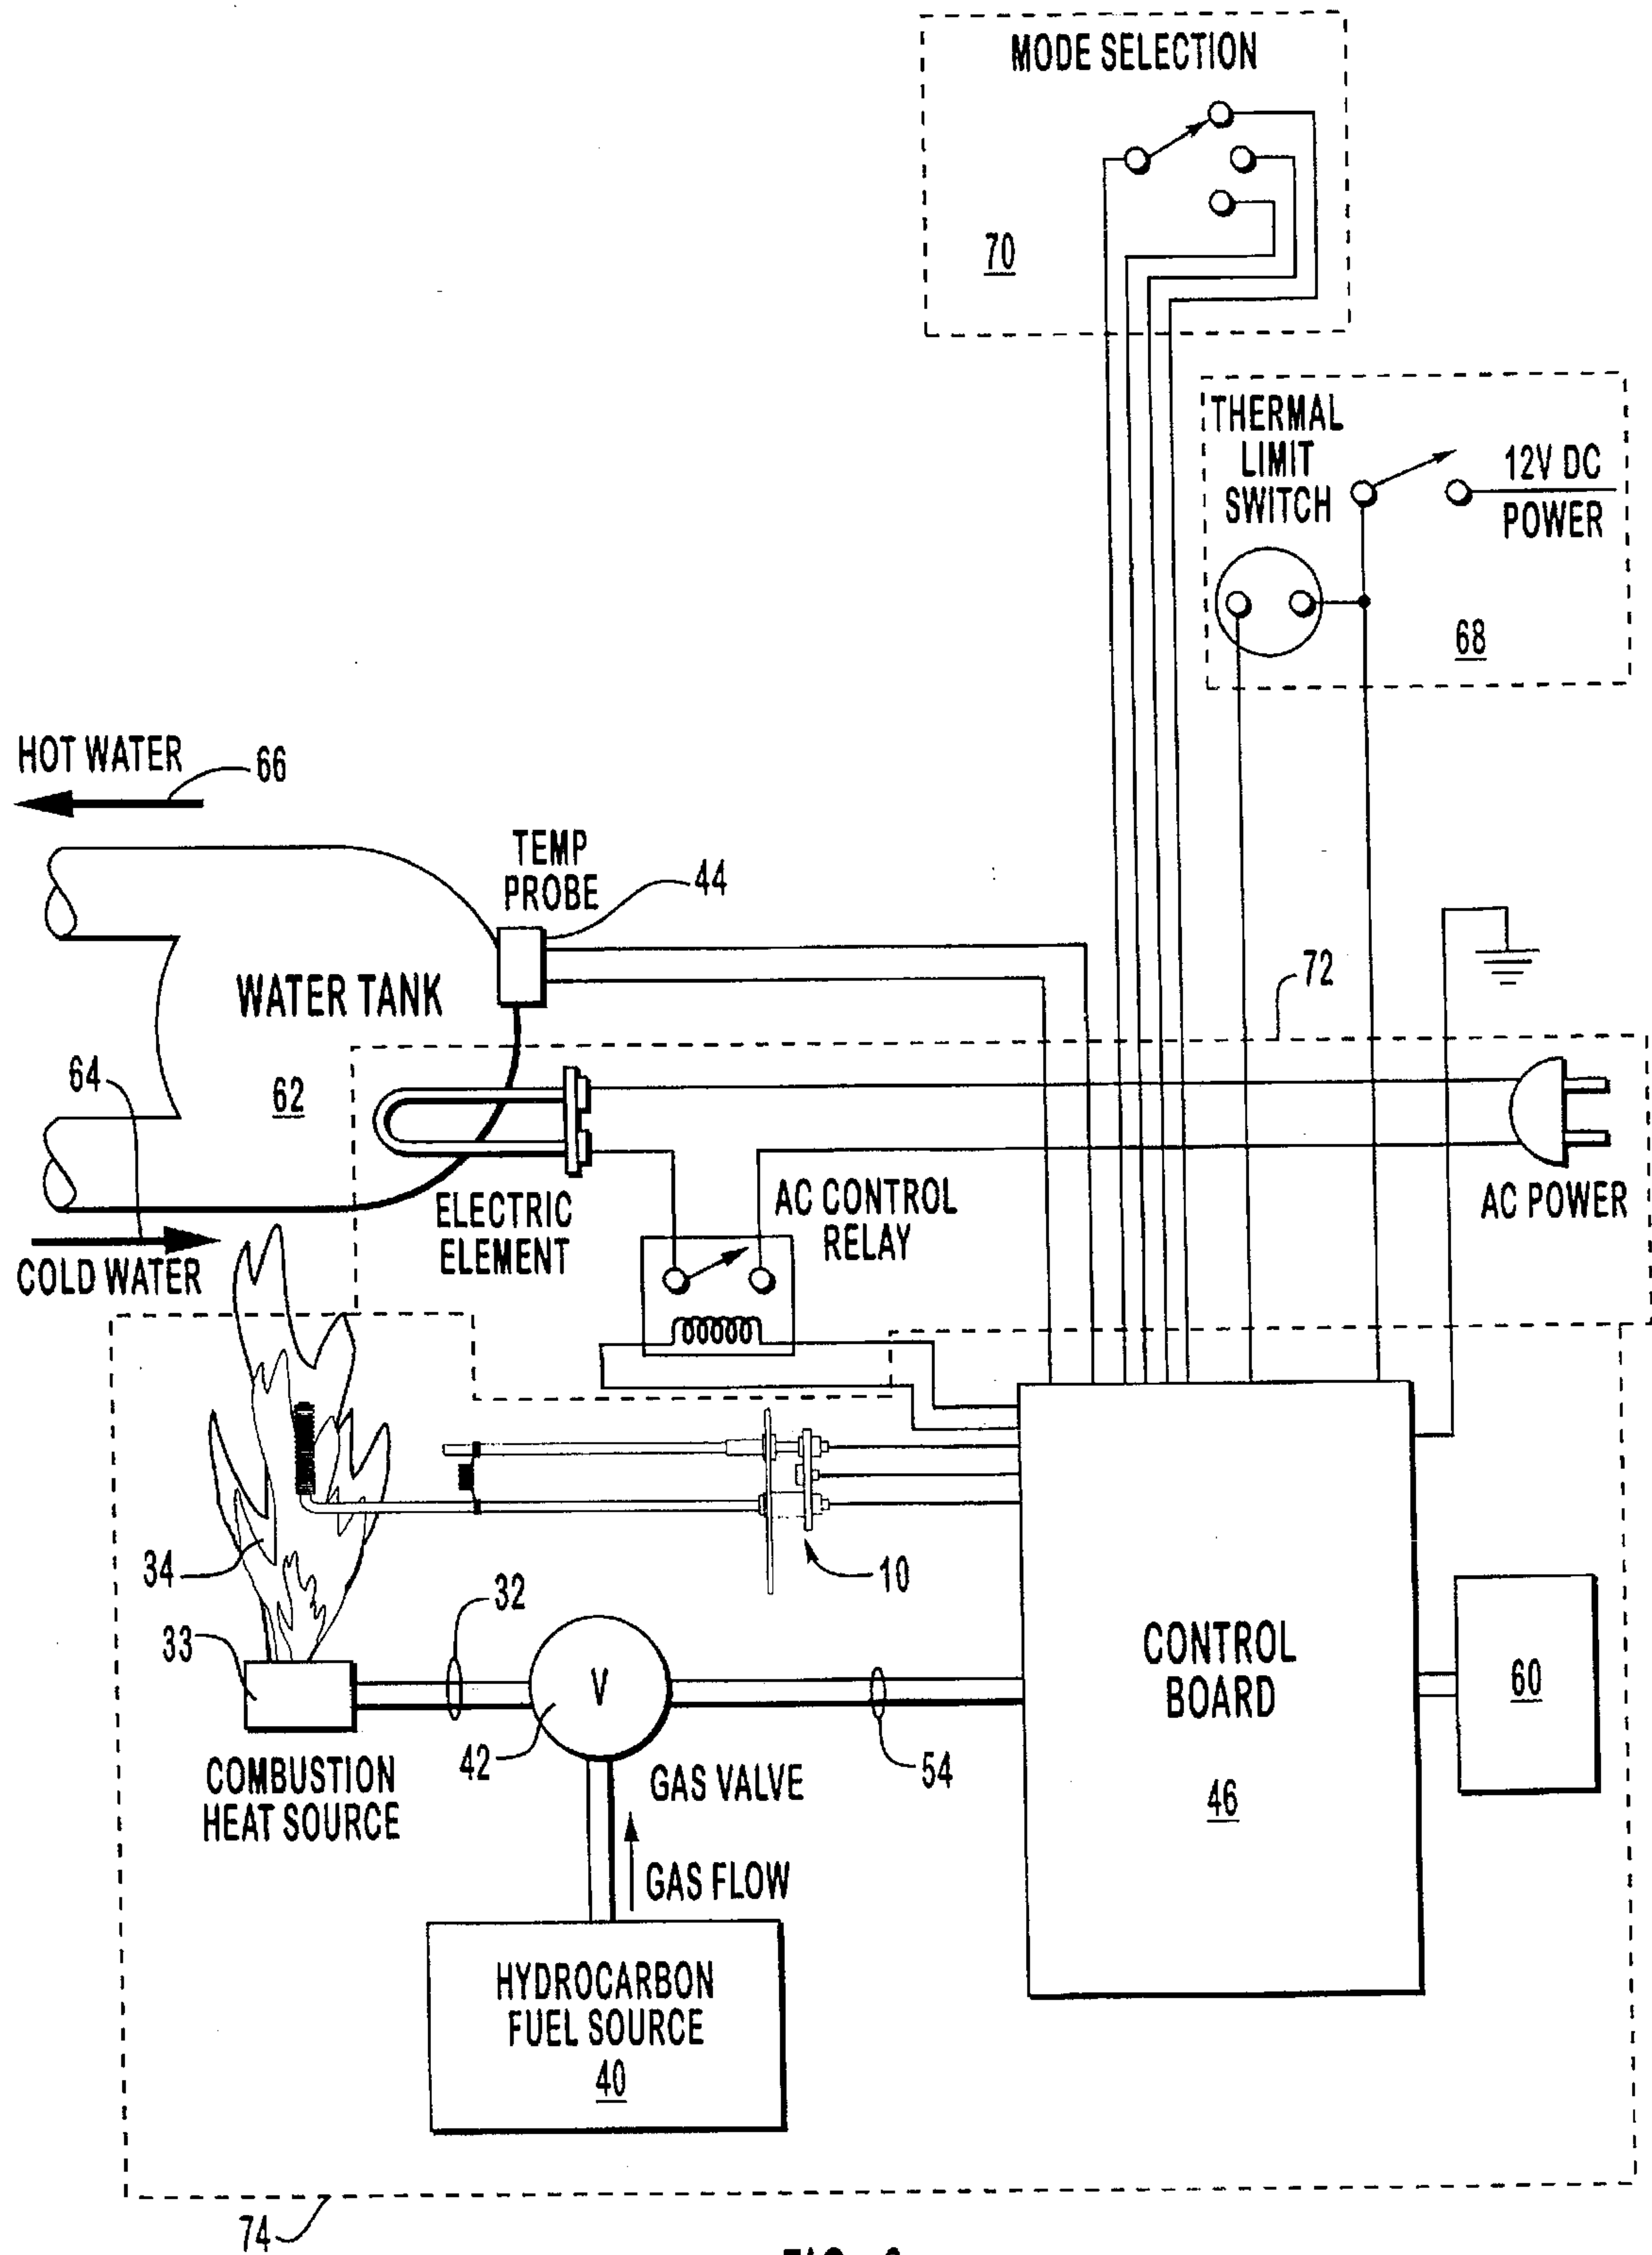 MODE SELECTION
70
THERMAL
LIMIT
SWITCH
12V DC
POWER
68
HOT WATER
66
TEMP
PROBE
44
WATER TANK
72
64
62
COLD WATER
ELECTRIC
ELEMENT
AC CONTROL
RELAY
AC POWER
34
10
32
33
V
42
54
CONTROL
BOARD
46
60
COMBUSTION
HEAT SOURCE
GAS VALVE
GAS FLOW
HYDROCARBON
FUEL SOURCE
40
74